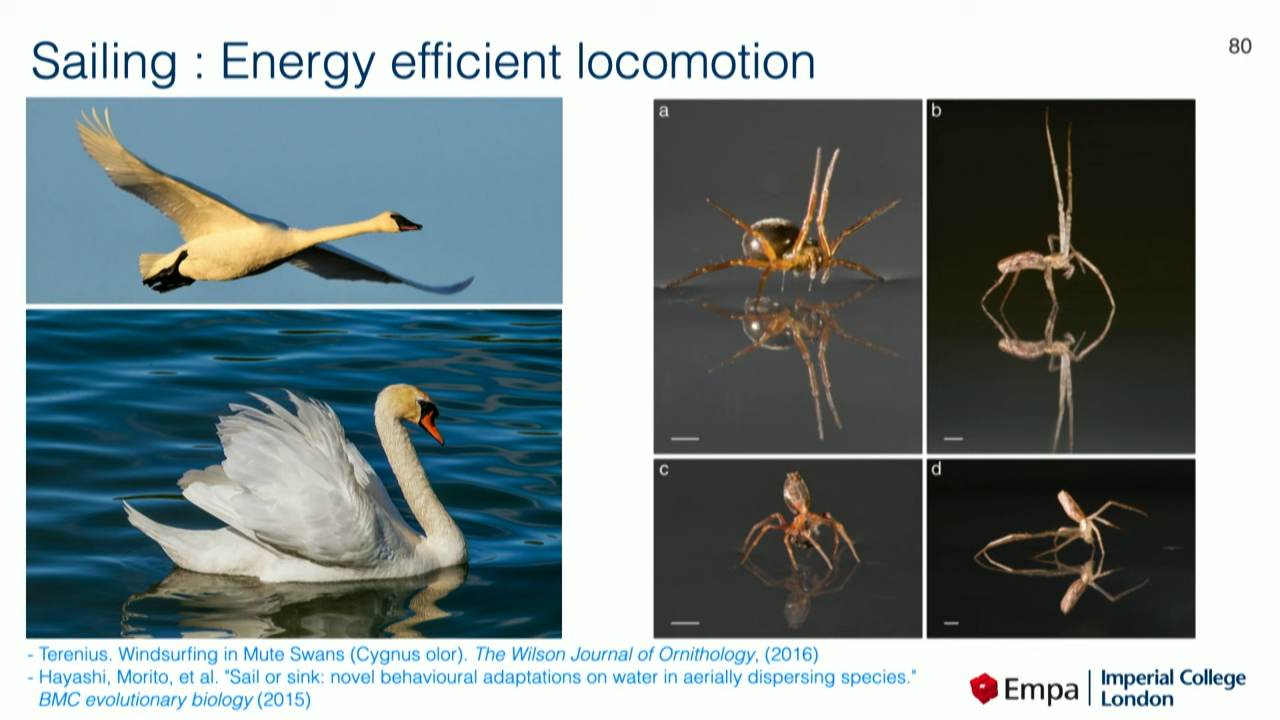 Sailing : Energy efficient locomotion
80
a
b
c
d
- Terenius. Windsurfing in Mute Swans (Cygnus olor). The Wilson Journal of Ornithology, (2016)
- Hayashi, Morito, et al. "Sail or sink: novel behavioural adaptations on water in aerially dispersing species."
BMC evolutionary biology (2015)
Empa
Imperial College
London